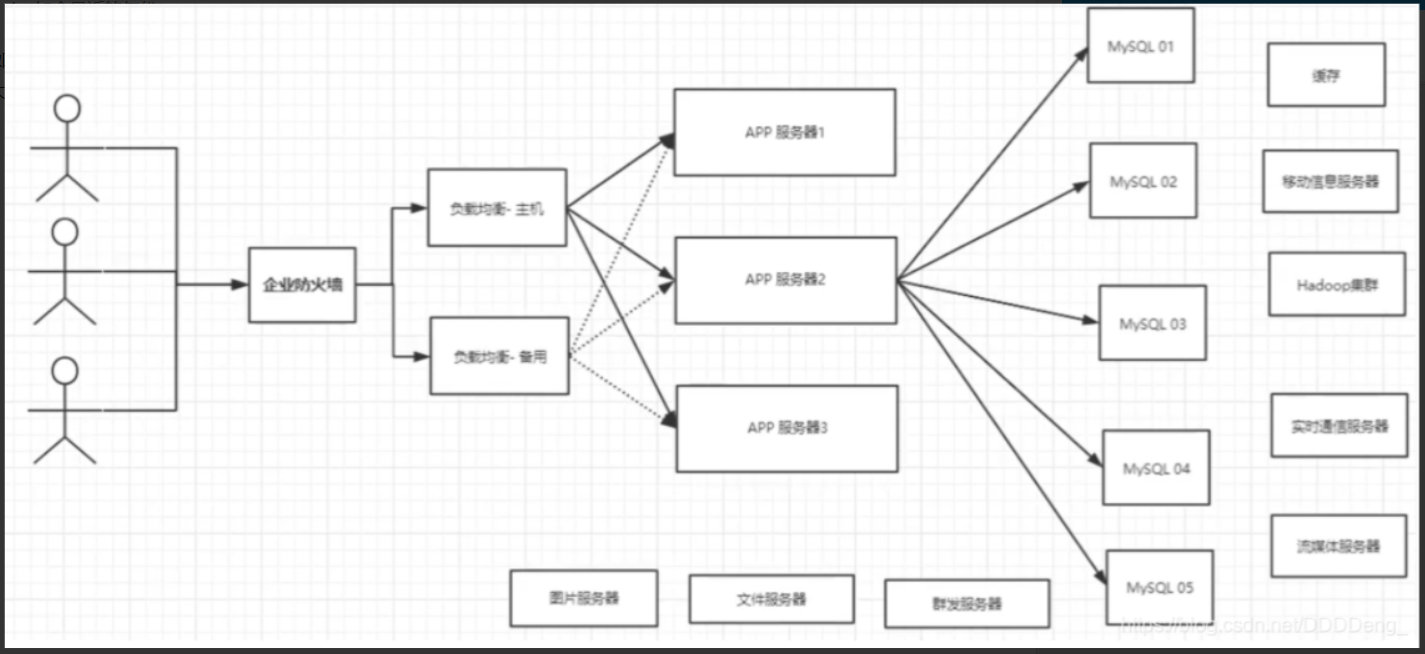 企业防火墙
负载均衡- 主机
负载均衡- 备用
APP 服务器1
APP 服务器2
APP 服务器3
MySQL 01
MySQL 02
MySQL 03
MySQL 04
MySQL 05
缓存
移动信息服务器
Hadoop集群
实时通信服务器
流媒体服务器
图片服务器
文件服务器
群发服务器
https://blog.csdn.net/DDDDeng_